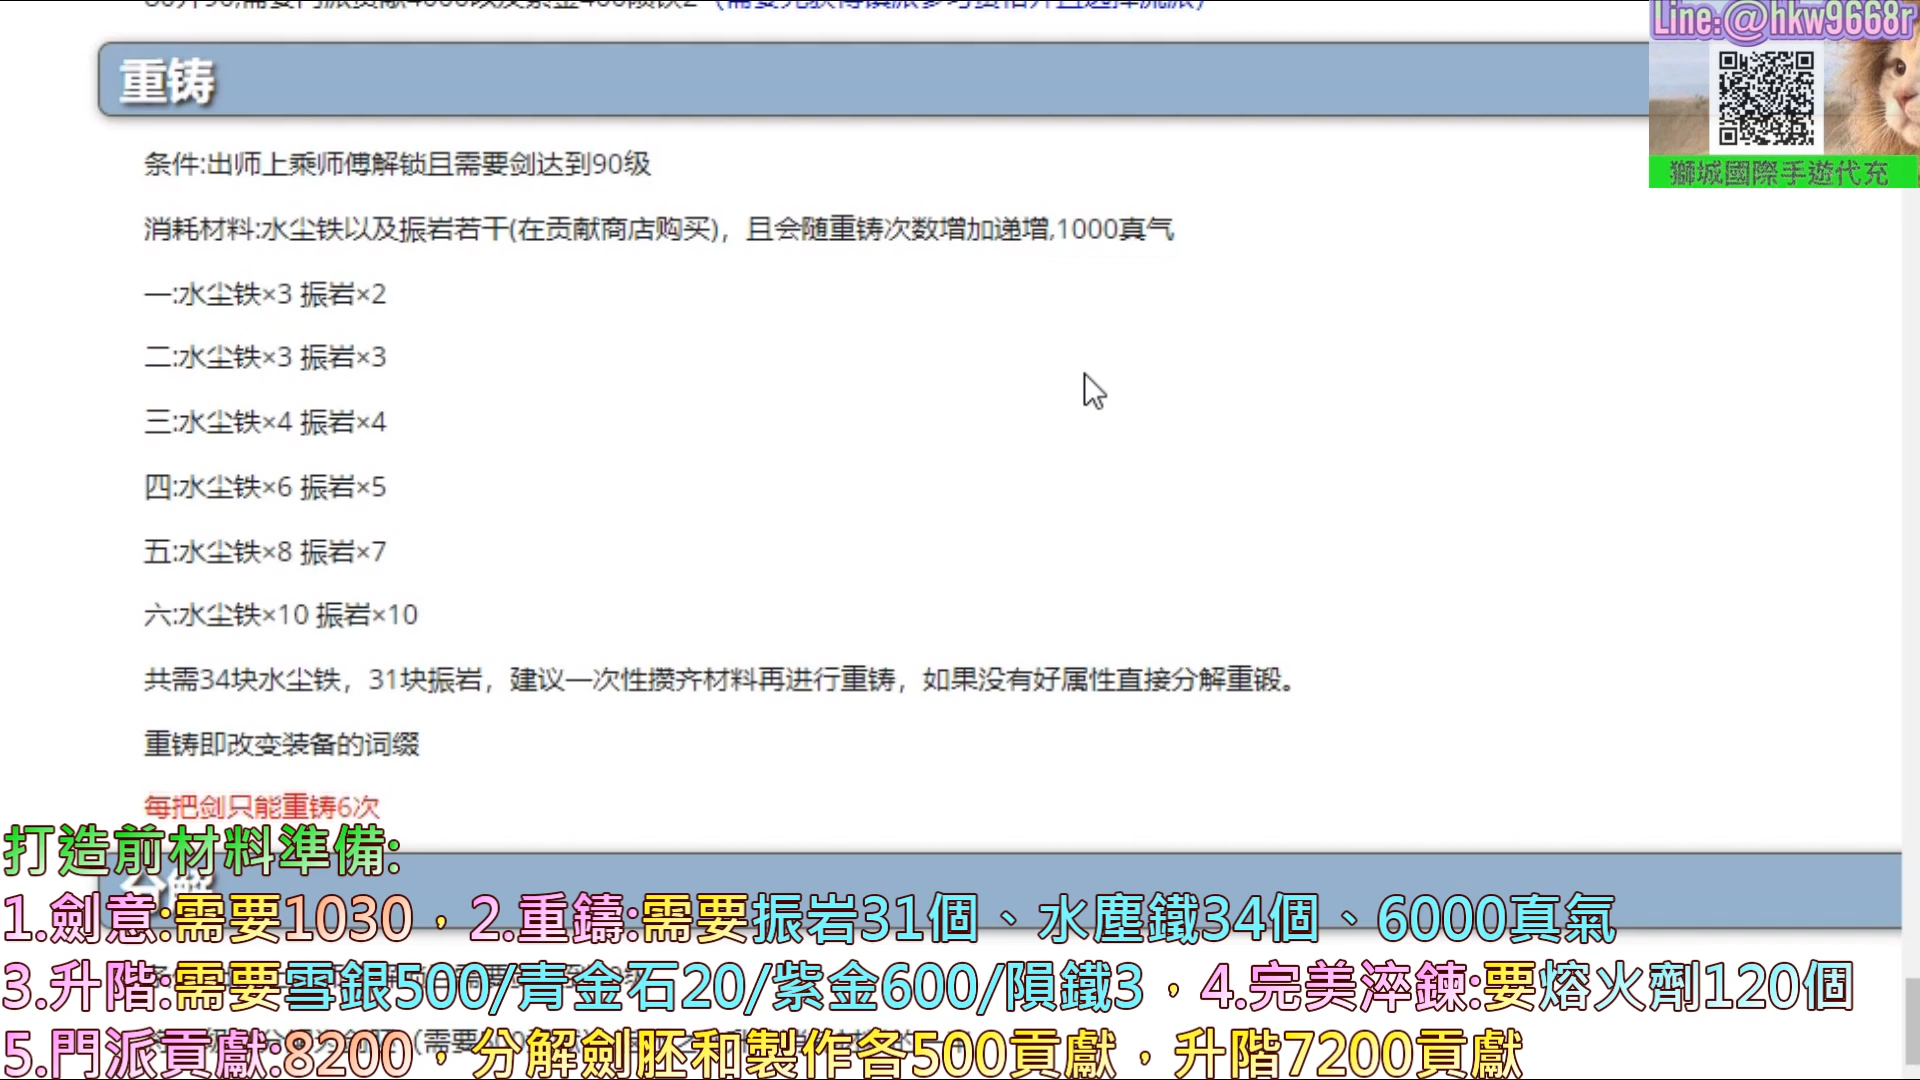 Line:@hkw9668r
獅城國際手遊代充
重铸
条件:出师上乘师傅解锁且需要剑达到90级
消耗材料:水尘铁以及振岩若干(在贡献商店购买)，且会随重铸次数增加递增,1000真气
一:水尘铁×3 振岩×2
二:水尘铁×3 振岩×3
三:水尘铁×4 振岩×4
四:水尘铁×6 振岩×5
五:水尘铁×8 振岩×7
六:水尘铁×10 振岩×10
共需34块水尘铁，31块振岩，建议一次性攒齐材料再进行重铸，如果没有好属性直接分解重锻。
重铸即改变装备的词缀
每把剑只能重铸6次
打造前材料準備:
分解
1.劍意:需要1030，2.重鑄:需要振岩31個、水塵鐵34個、6000真氣
3.升階:需要雪銀500/青金石20/紫金600/隕鐵3，4.完美淬鍊:要熔火劑120個
5.門派貢獻:8200，分解劍胚和製作各500貢獻，升階7200貢獻